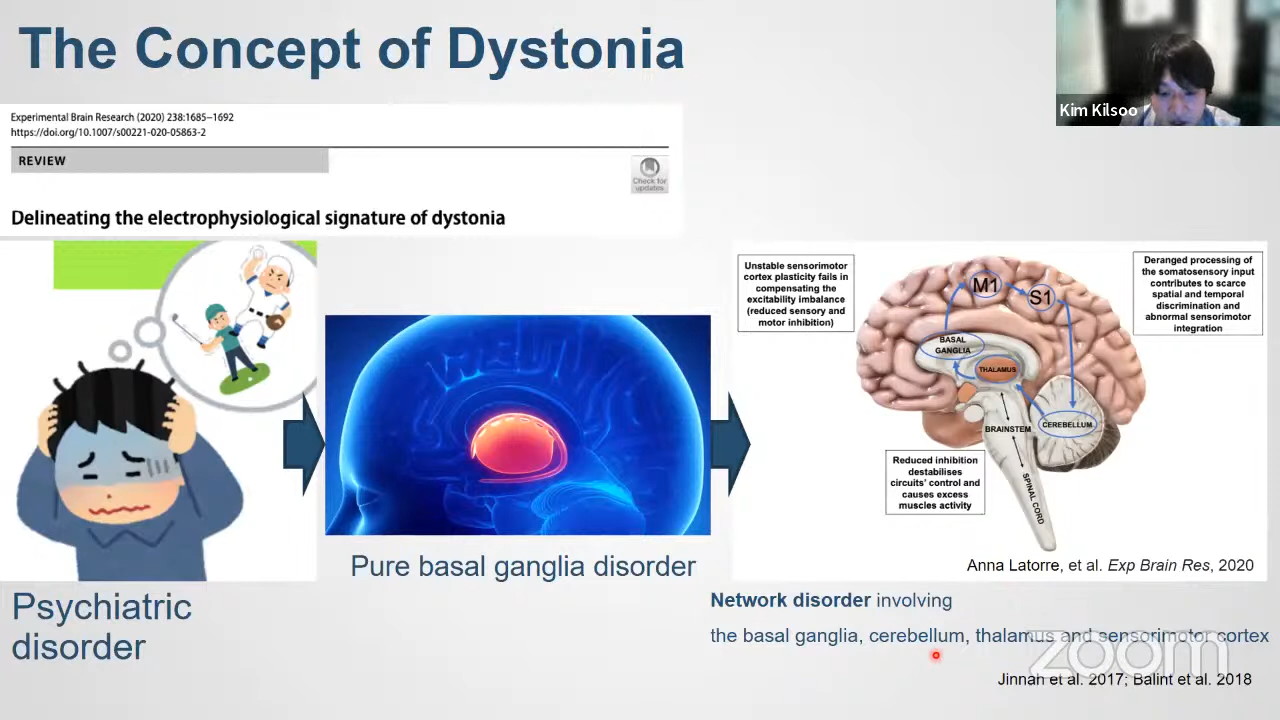 The Concept of Dystonia
Kim Kilsoo
Experimental Brain Research (2020) 238:1685–1692
https://doi.org/10.1007/s00221-020-05863-2
REVIEW
Check for
updates
Delineating the electrophysiological signature of dystonia
Unstable sensorimotor
cortex plasticity fails in
compensating the
excitability imbalance
(reduced sensory and
motor inhibition)
Deranged processing of
the somatosensory input
contributes to scarce
spatial and temporal
discrimination and
abnormal sensorimotor
integration
M1
S1
BASAL
GANGLIA
THALAMUS
BRAINSTEM
CEREBELLUM
SPINAL CORD
Reduced inhibition
destabilises
circuits' control and
causes excess
muscles activity
Anna Latorre, et al. Exp Brain Res, 2020
Psychiatric
disorder
Pure basal ganglia disorder
Network disorder involving
the basal ganglia, cerebellum, thalamus and sensorimotor cortex
zoom
Jinnah et al. 2017; Balint et al. 2018